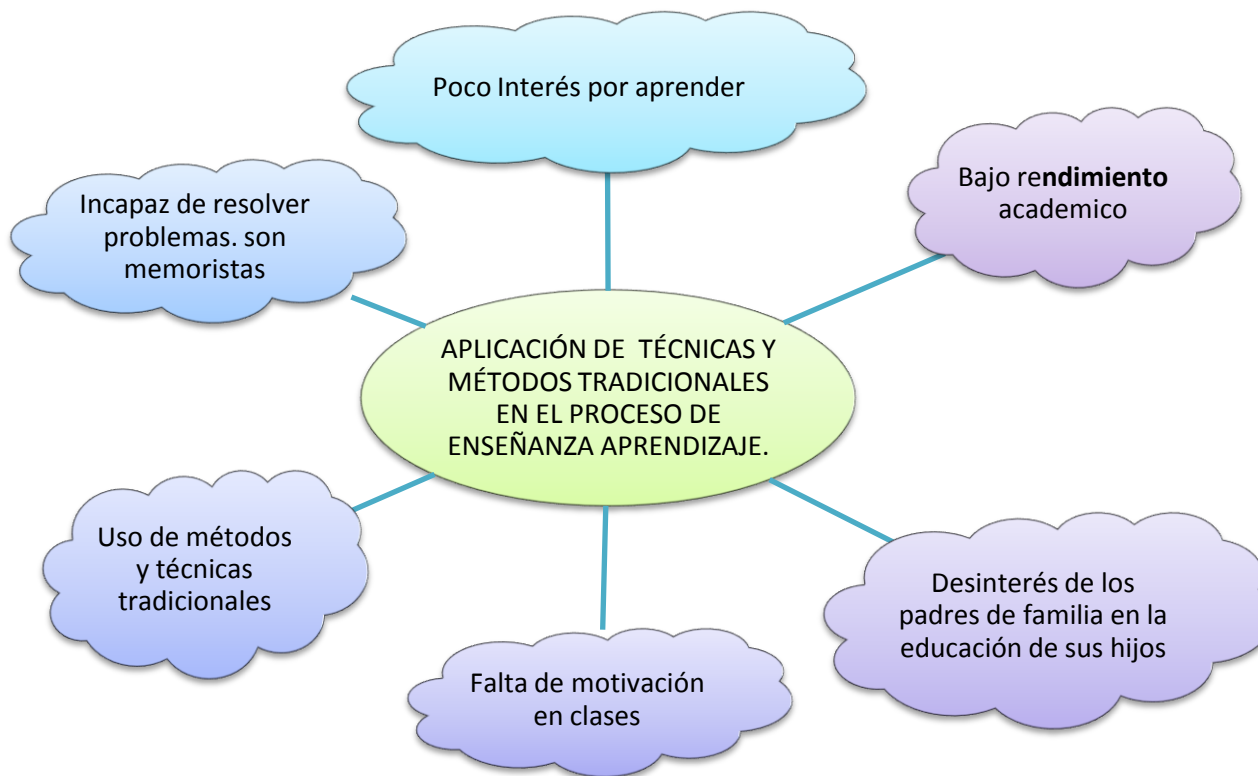 Poco Interés por aprender
Incapaz de resolver
problemas. son
memoristas
Bajo rendimiento
academico
APLICACIÓN DE TÉCNICAS Y
MÉTODOS TRADICIONALES
EN EL PROCESO DE
ENSEÑANZA APRENDIZAJE.
Uso de métodos
y técnicas
tradicionales
Falta de motivación
en clases
Desinterés de los
padres de familia en la
educación de sus hijos